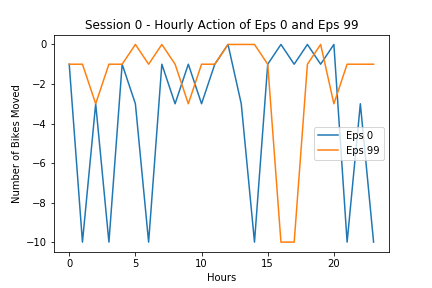 Session 0 - Hourly Action of Eps 0 and Eps 99
Number of Bikes Moved
0
−2
−4
−6
−8
−10
Eps 0
Eps 99
0
5
10
15
20
Hours